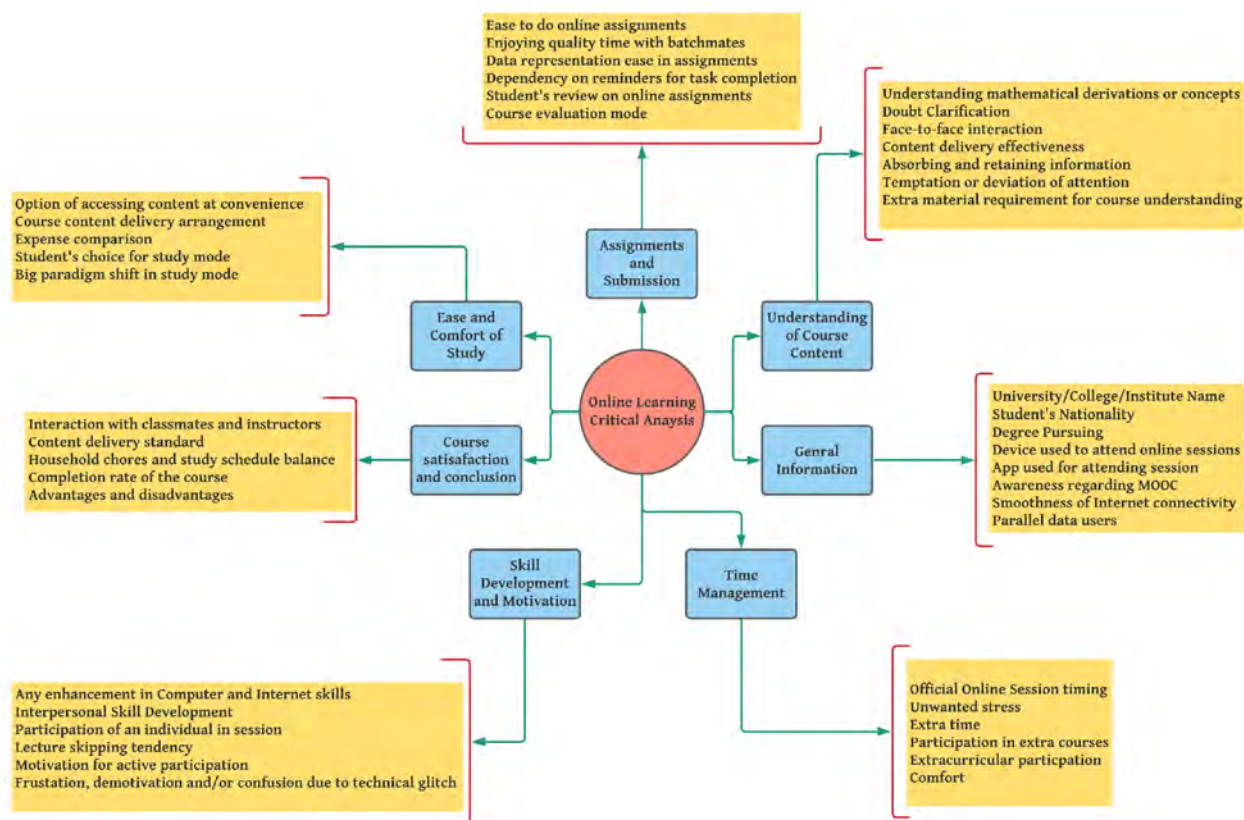 Ease to do online assignments
Enjoying quality time with batchmates
Data representation ease in assignments
Dependency on reminders for task completion
Student's review on online assignments
Course evaluation mode
Understanding mathematical derivations or concepts
Doubt Clarification
Face-to-face interaction
Content delivery effectiveness
Absorbing and retaining information
Temptation or deviation of attention
Extra material requirement for course understanding
Option of accessing content at convenience
Course content delivery arrangement
Expense comparison
Student's choice for study mode
Big paradigm shift in study mode
Assignments
and
Submission
Ease and
Comfort of
Study
Understanding
of Course
Content
Online Learning
Critical Anaysis
Interaction with classmates and instructors
Content delivery standard
Household chores and study schedule balance
Completion rate of the course
Advantages and disadvantages
Course
satisafaction
and conclusion
Genral
Information
University/College/Institute Name
Student's Nationality
Degree Pursuing
Device used to attend online sessions
App used for attending session
Awareness regarding MOOC
Smoothness of Internet connectivity
Parallel data users
Skill
Development
and Motivation
Time
Management
Any enhancement in Computer and Internet skills
Interpersonal Skill Development
Participation of an individual in session
Lecture skipping tendency
Motivation for active participation
Frustation, demotivation and/or confusion due to technical glitch
Official Online Session timing
Unwanted stress
Extra time
Participation in extra courses
Extracurricular particpation
Comfort